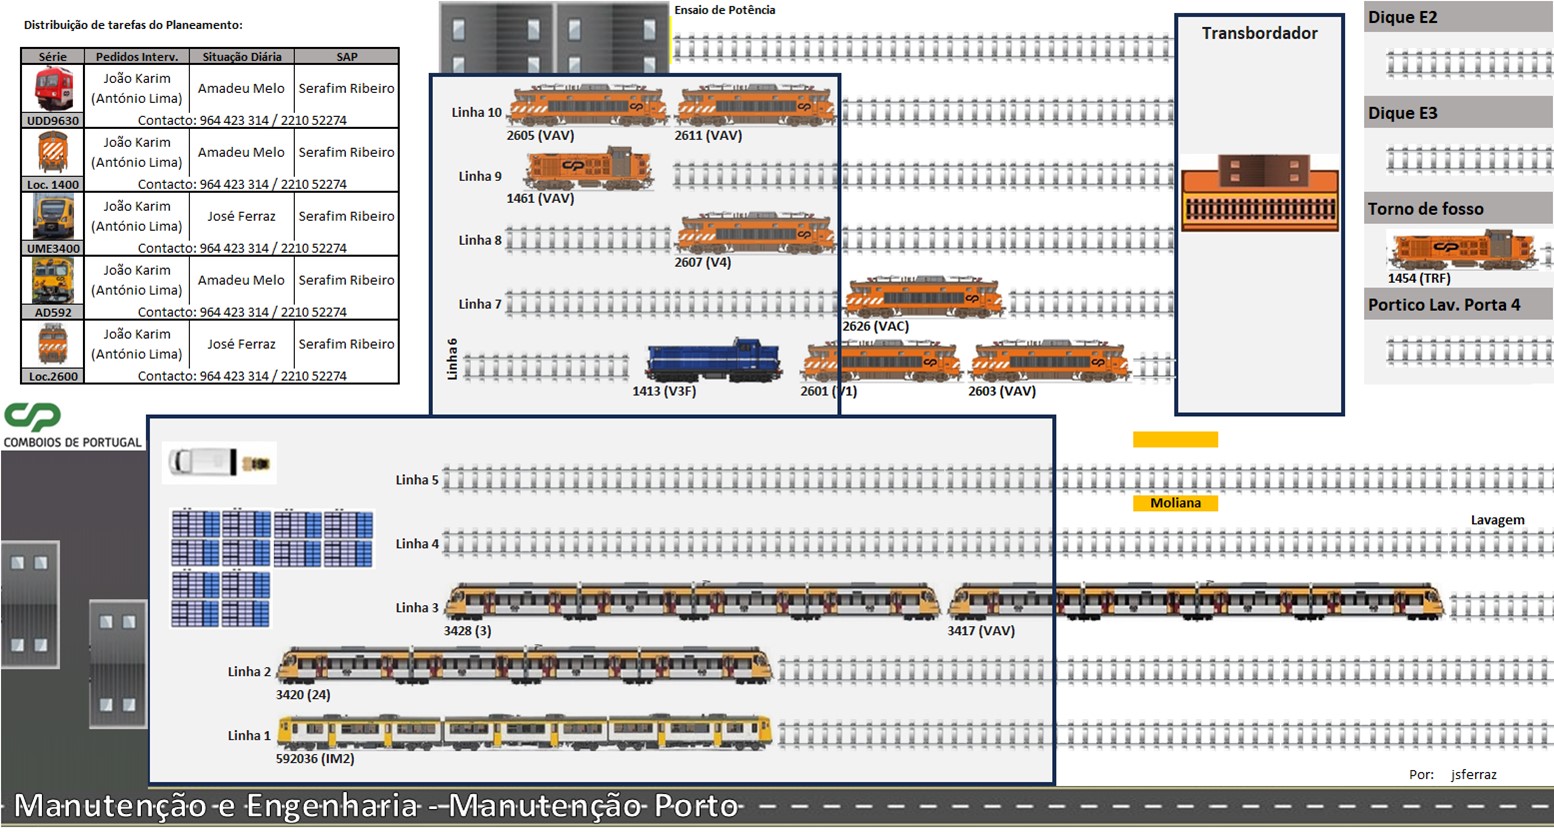 Distribuição de tarefas do Planeamento:
Série Pedidos Interv. Situação Diária SAP
João Karim
(António Lima) Amadeu Melo Serafim Ribeiro
UDD9630 Contacto: 964 423 314 / 2210 52274
João Karim
(António Lima) Amadeu Melo Serafim Ribeiro
Loc. 1400 Contacto: 964 423 314 / 2210 52274
João Karim
(António Lima) José Ferraz Serafim Ribeiro
UME3400 Contacto: 964 423 314 / 2210 52274
João Karim
(António Lima) Amadeu Melo Serafim Ribeiro
AD592 Contacto: 964 423 314 / 2210 52274
João Karim
(António Lima) José Ferraz Serafim Ribeiro
Loc.2600 Contacto: 964 423 314 / 2210 52274
CP
COMBOIOS DE PORTUGAL
Ensaio de Potência
Linha 10
2605 (VAV) 2611 (VAV)
Linha 9
1461 (VAV)
Linha 8
2607 (V4)
Linha 7
2626 (VAC)
Linha 6
1413 (V3F) 2601 (V1) 2603 (VAV)
Transbordador
Dique E2
Dique E3
Torno de fosso
1454 (TRF)
Portico Lav. Porta 4
Linha 5
Moliana
Lavagem
Linha 4
Linha 3
3428 (3) 3417 (VAV)
Linha 2
3420 (24)
Linha 1
592036 (IM2)
Por: jsferraz
Manutenção e Engenharia - Manutenção Porto